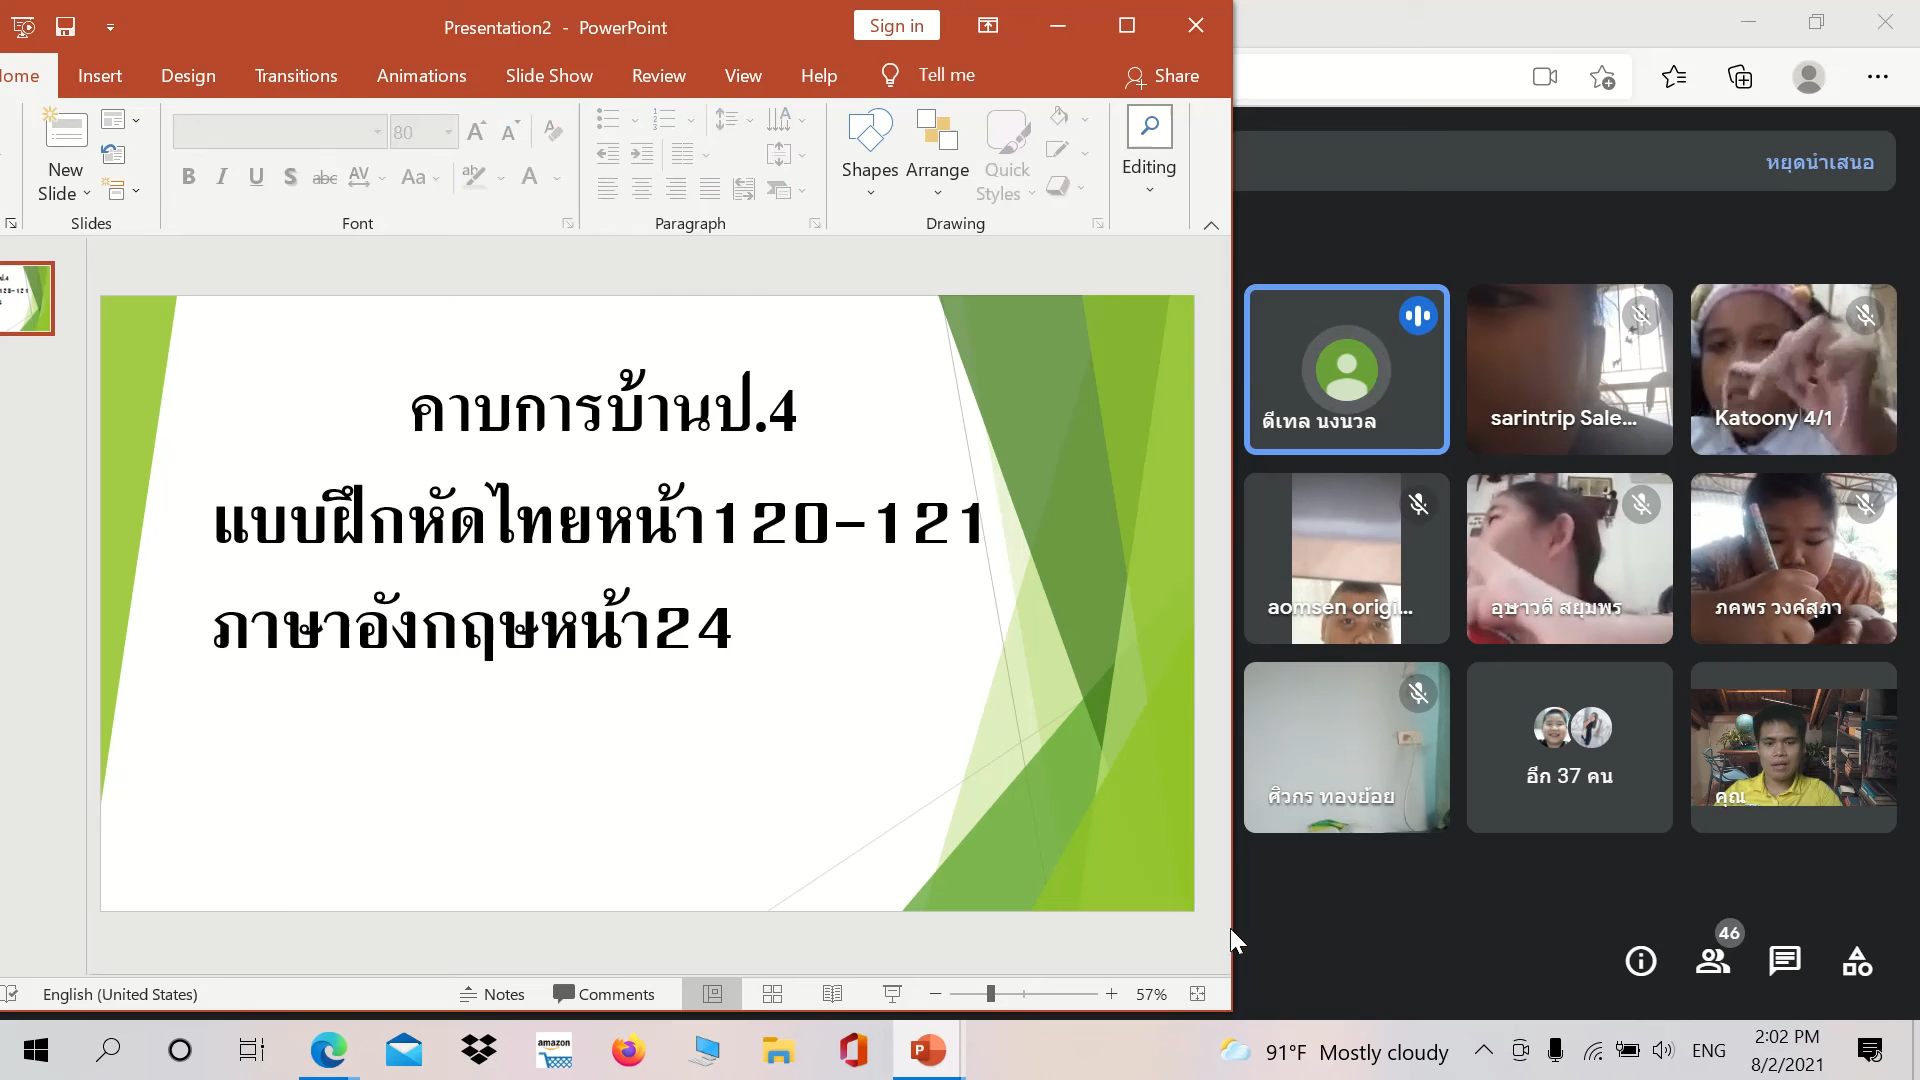 Presentation2 - PowerPoint
Sign in
Insert
Design
Transitions
Animations
Slide Show
Review
View
Help
Tell me
Share
New
Slide
80
Shapes
Arrange
Quick
Styles
Editing
Slides
Font
Paragraph
Drawing
หยุดนำเสนอ
คาบการบ้านป.4
แบบฝึกหัดไทยหน้า120-121
ภาษาอังกฤษหน้า24
ดีเทล นงนวล
sarintrip Sale...
Katoony 4/1
aomsen origi...
อุษาวดี สยุมพร
ภคพร วงค์สุภา
ศิวกร ทองย้อย
อีก 37 คน
คุณ
46
English (United States)
Notes
Comments
57%
amazon
91°F Mostly cloudy
ENG
2:02 PM
8/2/2021